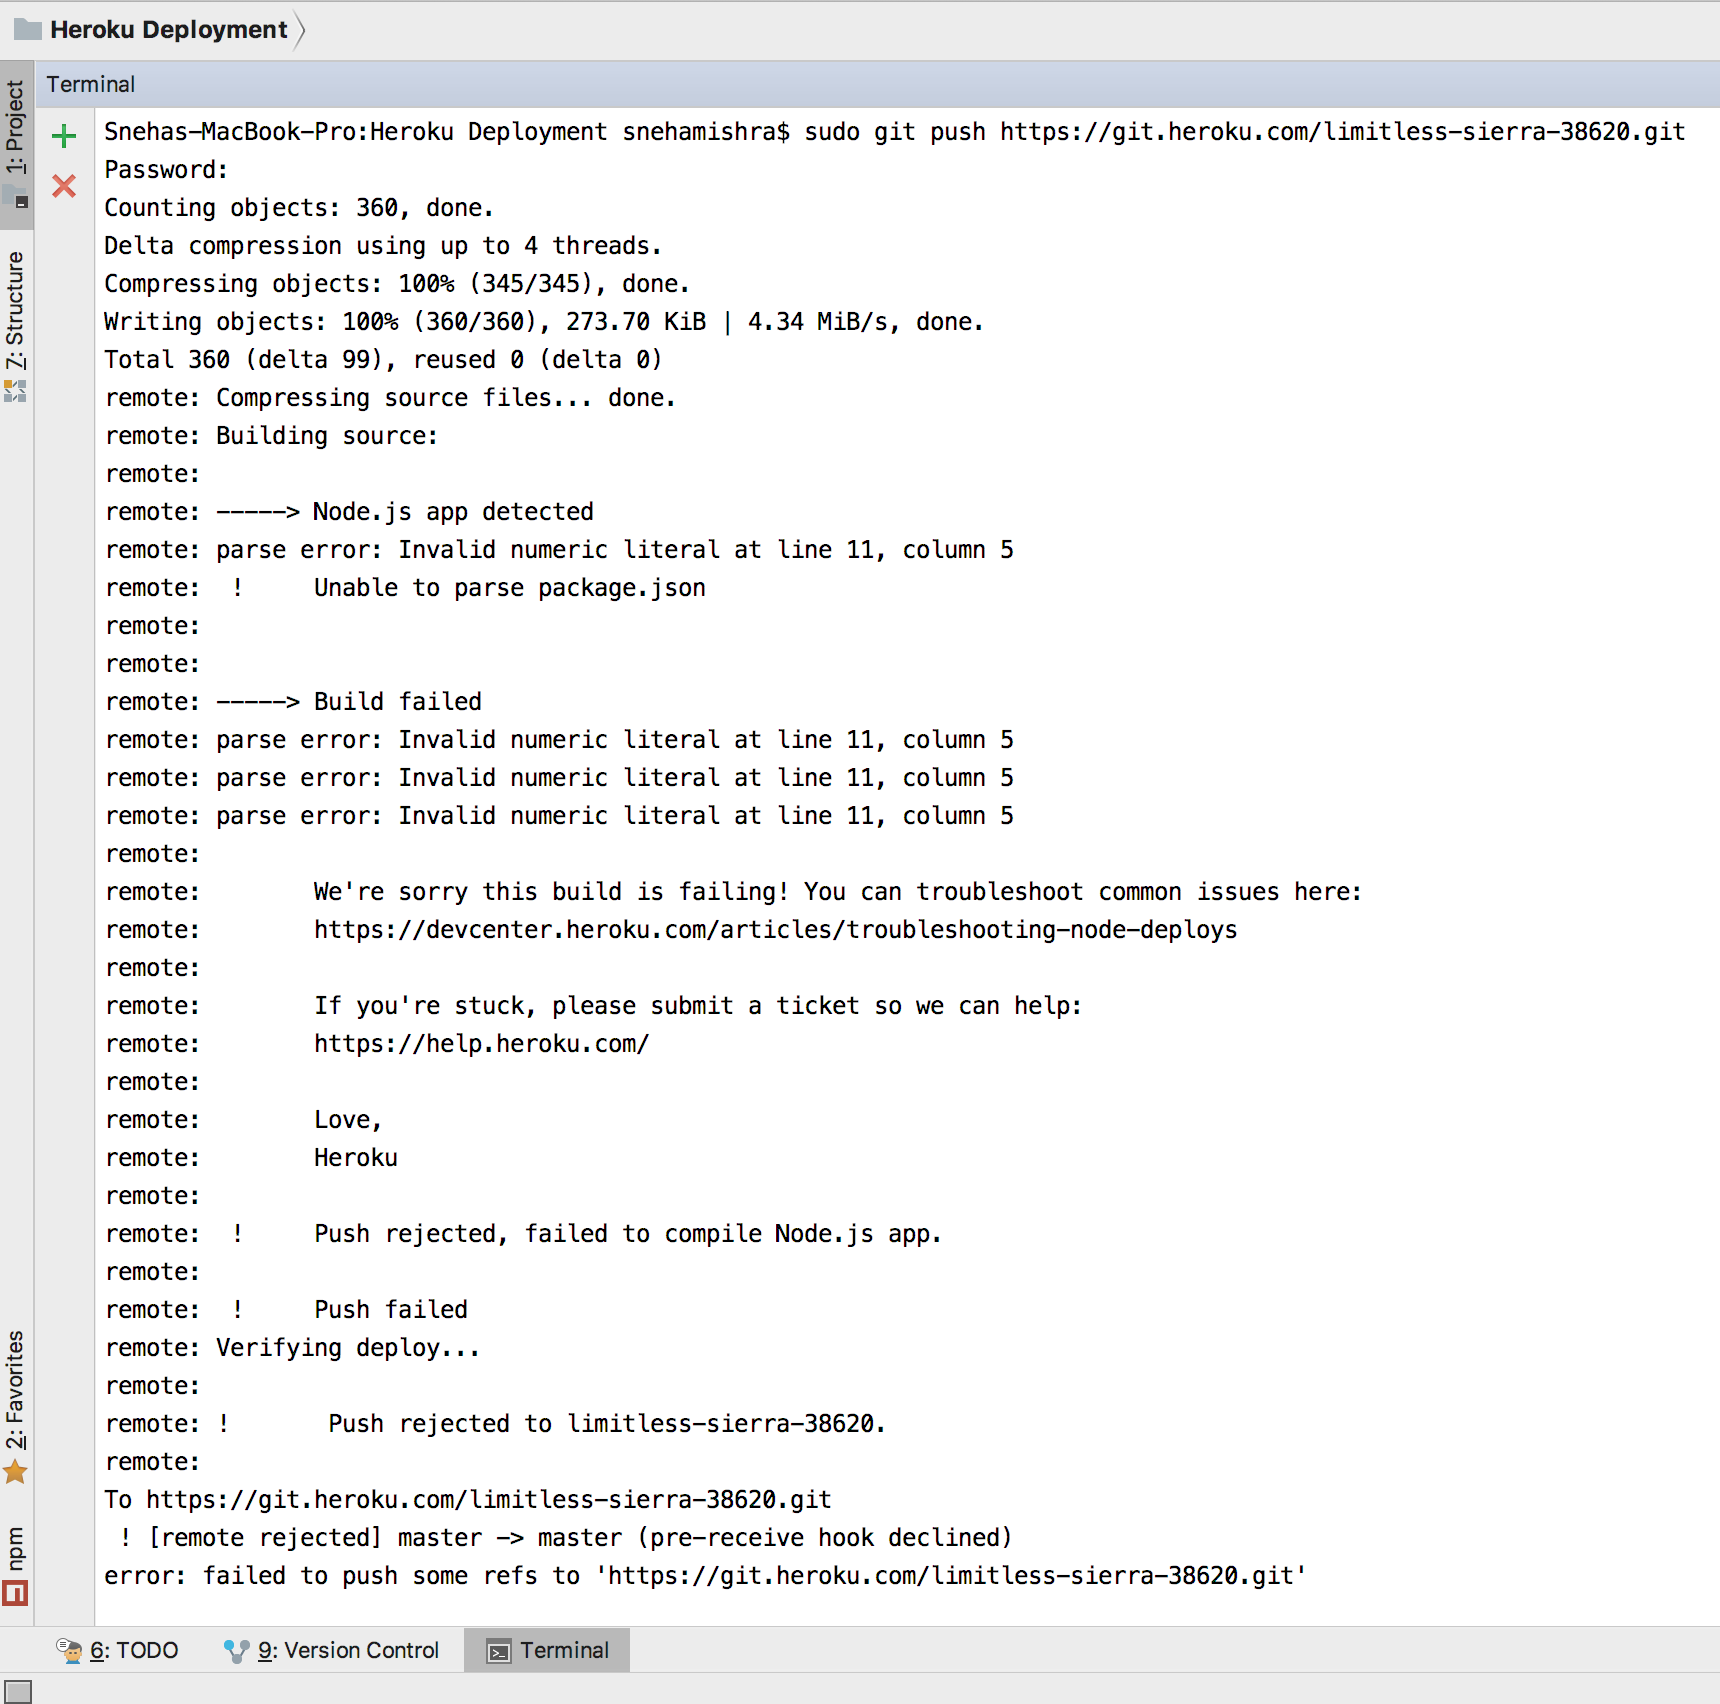 Heroku Deployment
Terminal
1: Project
7: Structure
2: Favorites
npm
Snehas-MacBook-Pro:Heroku Deployment snehamishra$ sudo git push https://git.heroku.com/limitless-sierra-38620.git
Password:
Counting objects: 360, done.
Delta compression using up to 4 threads.
Compressing objects: 100% (345/345), done.
Writing objects: 100% (360/360), 273.70 KiB | 4.34 MiB/s, done.
Total 360 (delta 99), reused 0 (delta 0)
remote: Compressing source files... done.
remote: Building source:
remote:
remote: -----> Node.js app detected
remote: parse error: Invalid numeric literal at line 11, column 5
remote:  !     Unable to parse package.json
remote:
remote:
remote: -----> Build failed
remote: parse error: Invalid numeric literal at line 11, column 5
remote: parse error: Invalid numeric literal at line 11, column 5
remote: parse error: Invalid numeric literal at line 11, column 5
remote:
remote:        We're sorry this build is failing! You can troubleshoot common issues here:
remote:        https://devcenter.heroku.com/articles/troubleshooting-node-deploys
remote:
remote:        If you're stuck, please submit a ticket so we can help:
remote:        https://help.heroku.com/
remote:
remote:        Love,
remote:        Heroku
remote:
remote:  !     Push rejected, failed to compile Node.js app.
remote:
remote:  !     Push failed
remote: Verifying deploy...
remote:
remote: !       Push rejected to limitless-sierra-38620.
remote:
To https://git.heroku.com/limitless-sierra-38620.git
 ! [remote rejected] master -> master (pre-receive hook declined)
error: failed to push some refs to 'https://git.heroku.com/limitless-sierra-38620.git'
6: TODO
9: Version Control
Terminal